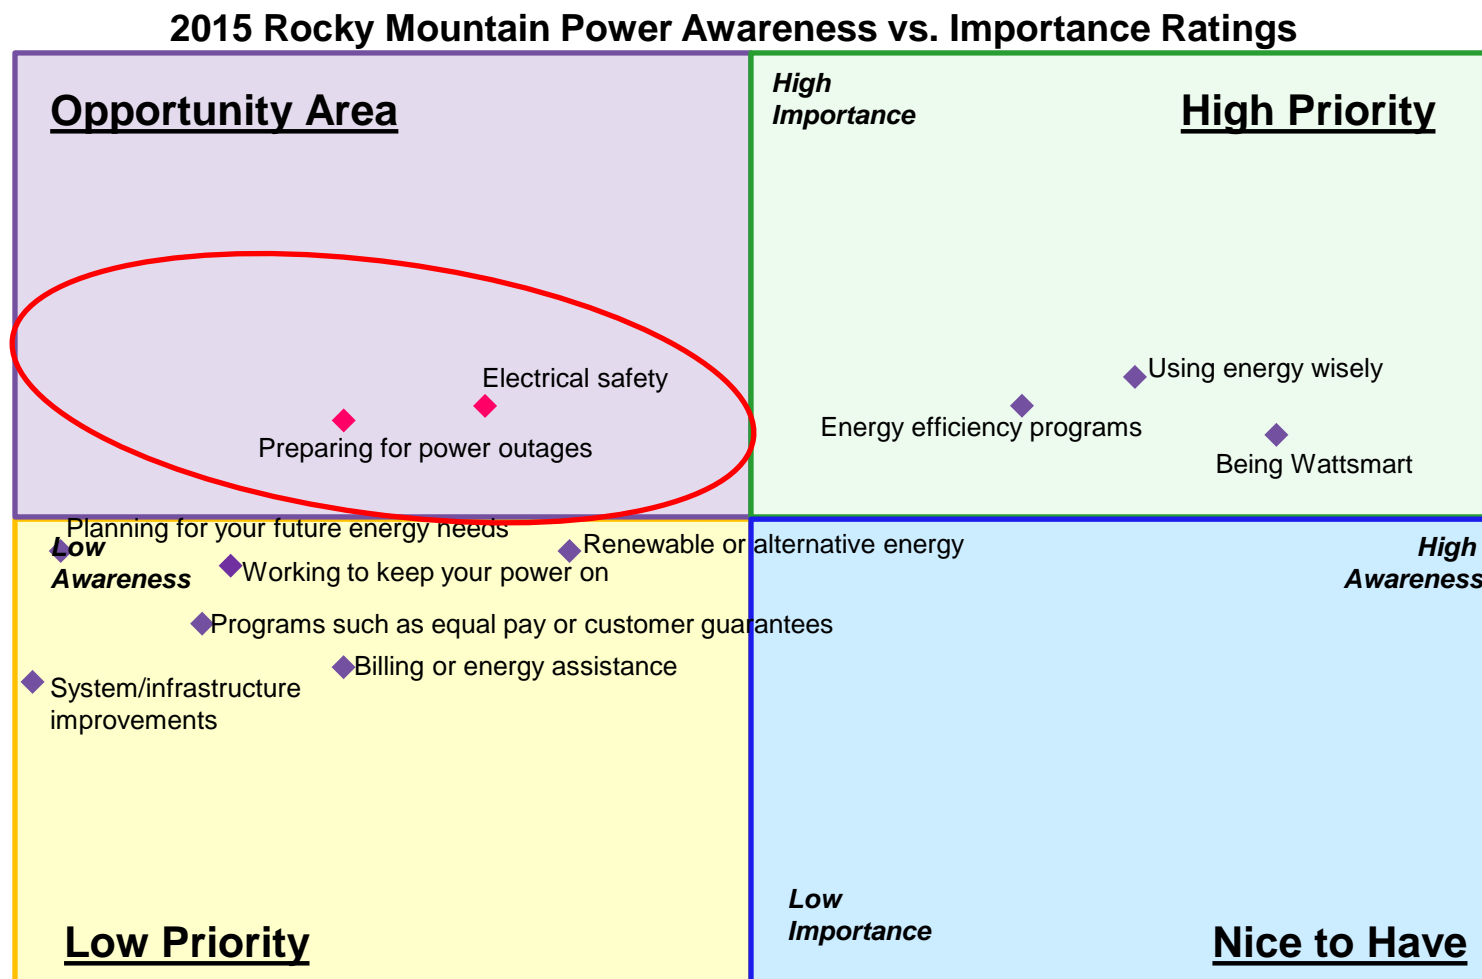 2015 Rocky Mountain Power Awareness vs. Importance Ratings
Opportunity Area
High
Importance
High Priority
Electrical safety
Preparing for power outages
Using energy wisely
Energy efficiency programs
Being Wattsmart
Planning for your future energy needs
Low
Awareness
Renewable or alternative energy
Working to keep your power on
High
Awareness
Programs such as equal pay or customer guarantees
Billing or energy assistance
System/infrastructure
improvements
Low
Importance
Low Priority
Nice to Have